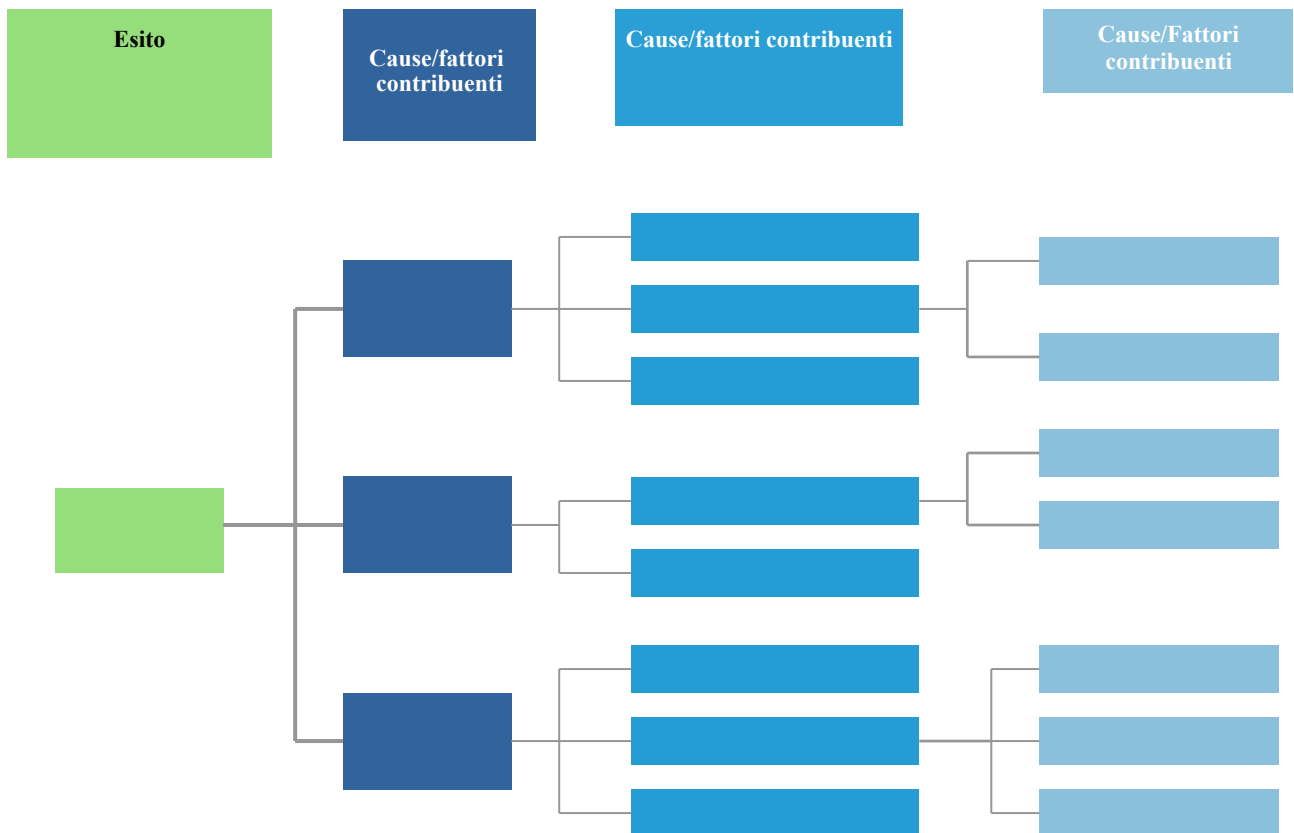 Esito
Cause/fattori
contribuenti
Cause/fattori contribuenti
Cause/Fattori
contribuenti